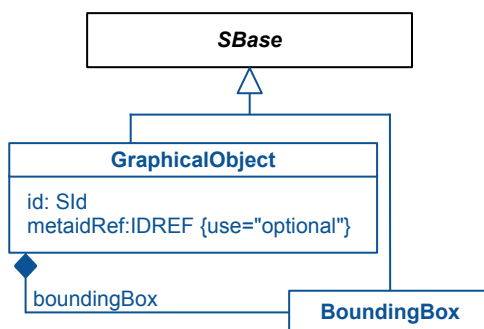 SBase
GraphicalObject
id: SId
metaidRef:IDREF {use="optional"}
boundingBox
BoundingBox